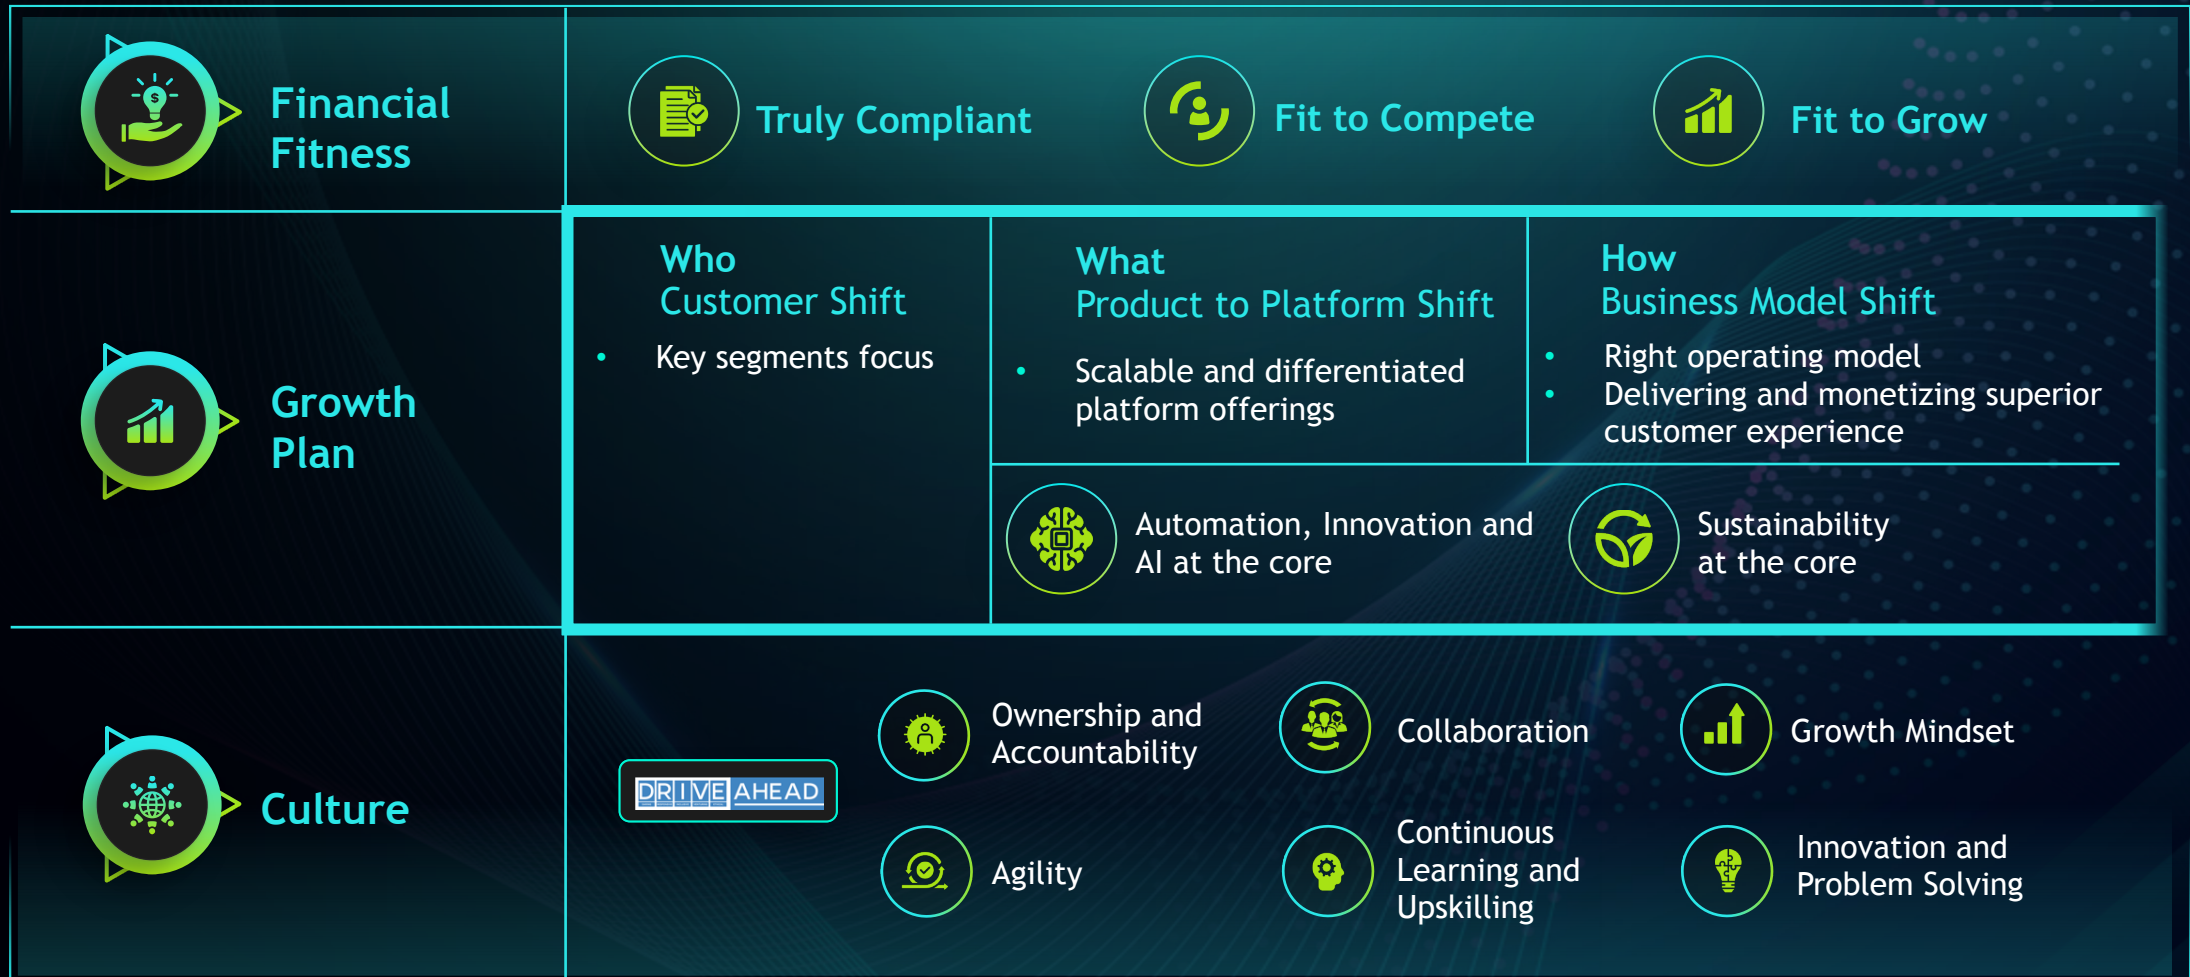 Financial
Fitness
Truly Compliant
Fit to Compete
Fit to Grow
Growth
Plan
Who
Customer Shift
• Key segments focus
What
Product to Platform Shift
• Scalable and differentiated
platform offerings
How
Business Model Shift
• Right operating model
• Delivering and monetizing superior
customer experience
Automation, Innovation and
AI at the core
Sustainability
at the core
Culture
DRIVE AHEAD
Ownership and
Accountability
Collaboration
Growth Mindset
Agility
Continuous
Learning and
Upskilling
Innovation and
Problem Solving
$